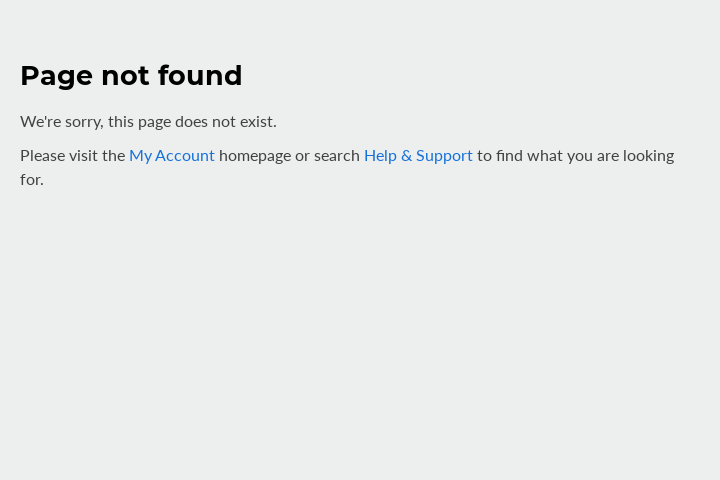 Page not found
We're sorry, this page does not exist.
Please visit the My Account homepage or search Help & Support to find what you are looking
for.